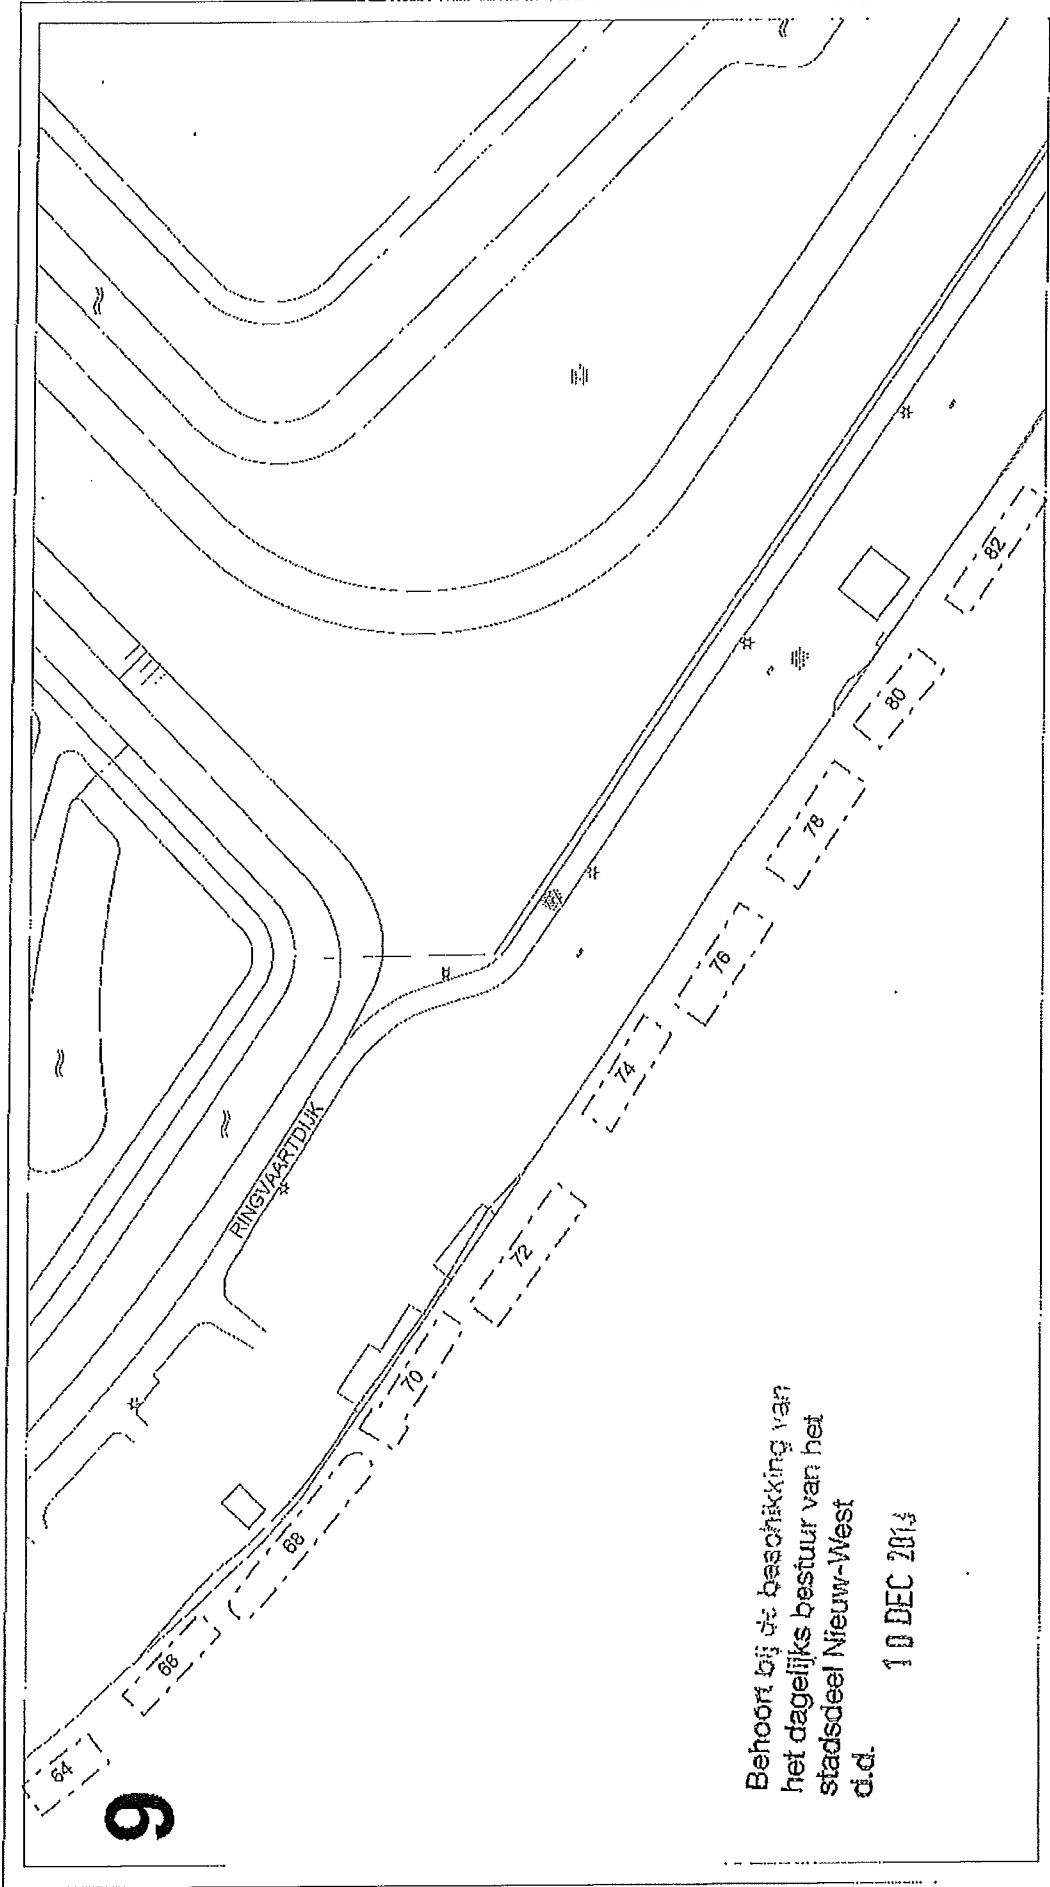 9
64
66
68
70
72
74
76
78
80
82
RINGVAARTDIJK
Behoort bij de beschikking van
het dagelijks bestuur van het
stadsdeel Nieuw-West
d.d.
10 DEC 2013